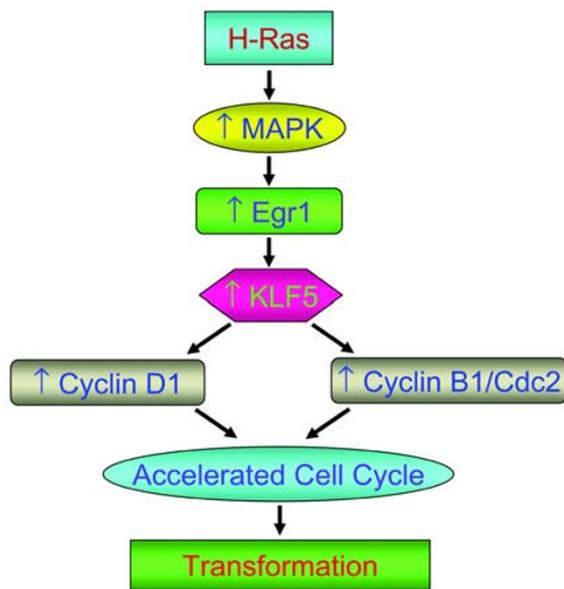 H-Ras
↑ MAPK
↑ Egr1
↑ KLF5
↑ Cyclin D1
↑ Cyclin B1/Cdc2
Accelerated Cell Cycle
Transformation